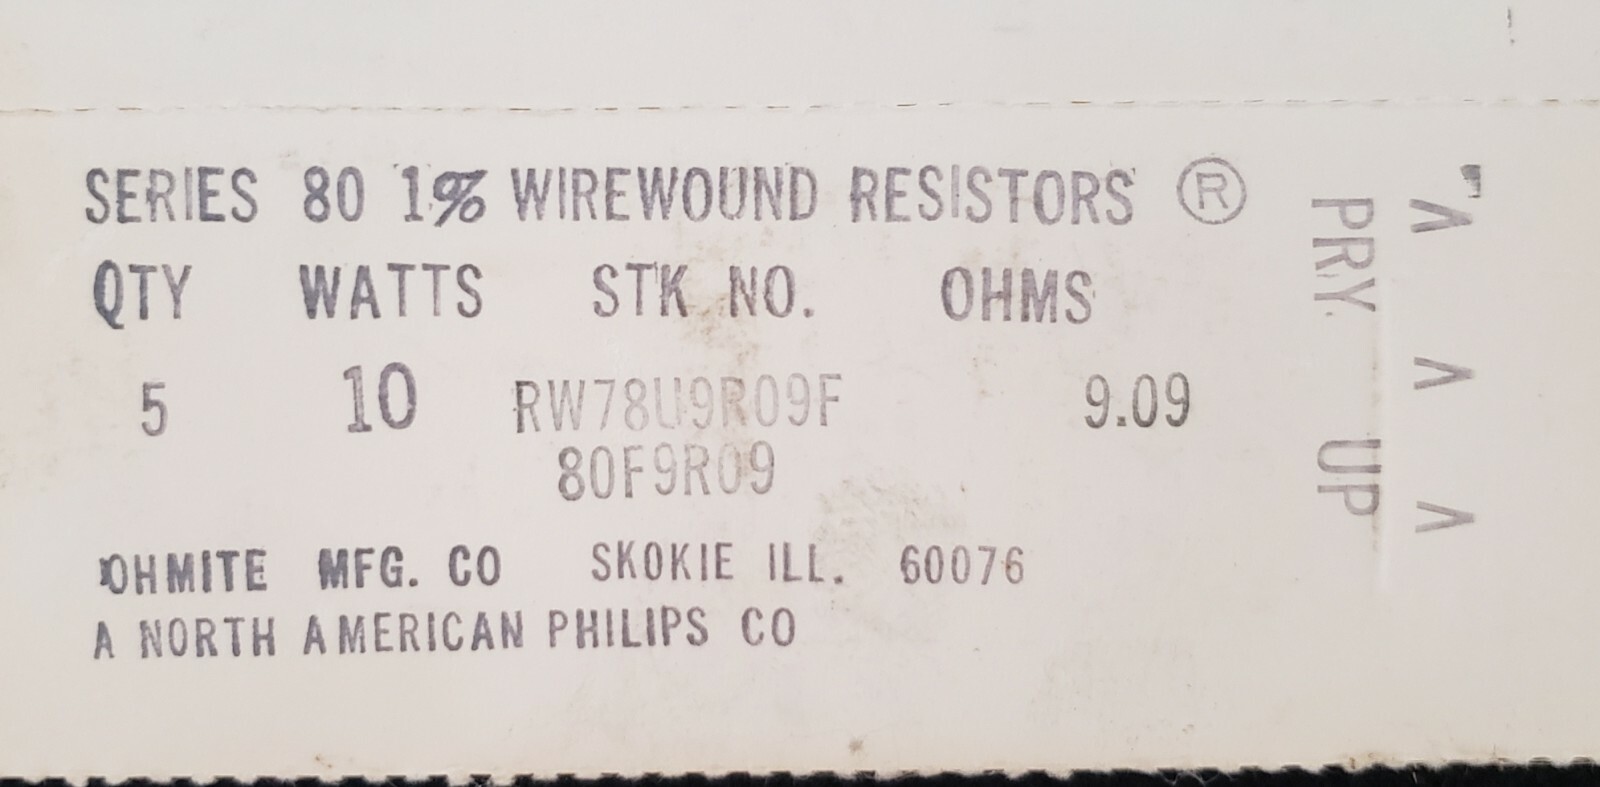 SERIES 80 1% WIREWOUND RESISTORS ®
QTY WATTS STK NO. OHMS
5 10 RW78U9R09F 9.09
80F9R09
OHMITE MFG. CO SKOKIE ILL. 60076
A NORTH AMERICAN PHILIPS CO
PRY UP